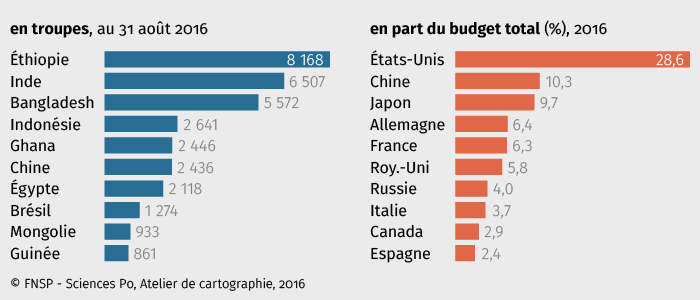 en troupes, au 31 août 2016
Éthiopie 8 168
Inde 6 507
Bangladesh 5 572
Indonésie 2 641
Ghana 2 446
Chine 2 436
Égypte 2 118
Brésil 1 274
Mongolie 933
Guinée 861
en part du budget total (%), 2016
États-Unis 28,6
Chine 10,3
Japon 9,7
Allemagne 6,4
France 6,3
Roy.-Uni 5,8
Russie 4,0
Italie 3,7
Canada 2,9
Espagne 2,4
© FNSP - Sciences Po, Atelier de cartographie, 2016